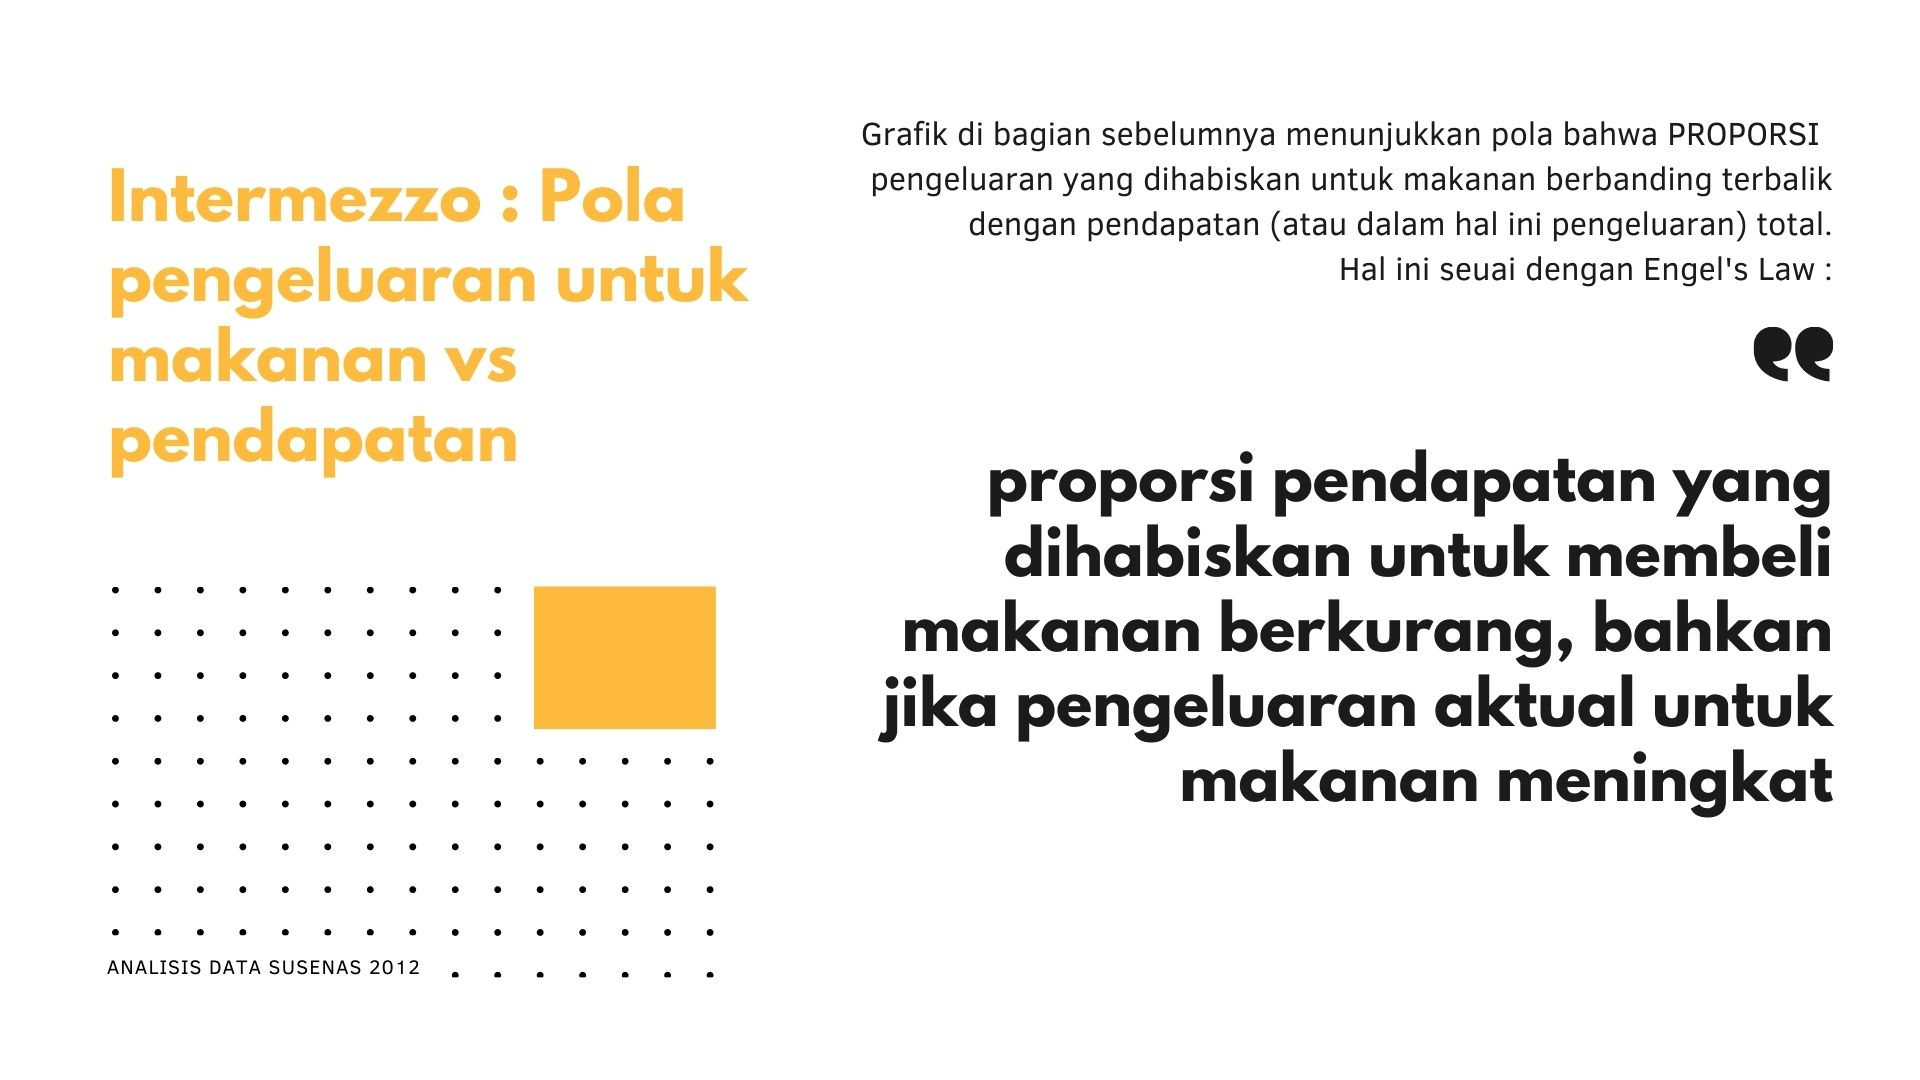 Intermezzo : Pola
pengeluaran untuk
makanan vs
pendapatan
Grafik di bagian sebelumnya menunjukkan pola bahwa PROPORSI
pengeluaran yang dihabiskan untuk makanan berbanding terbalik
dengan pendapatan (atau dalam hal ini pengeluaran) total.
Hal ini seuai dengan Engel's Law :
❞
proporsi pendapatan yang
dihabiskan untuk membeli
makanan berkurang, bahkan
jika pengeluaran aktual untuk
makanan meningkat
ANALISIS DATA SUSENAS 2012